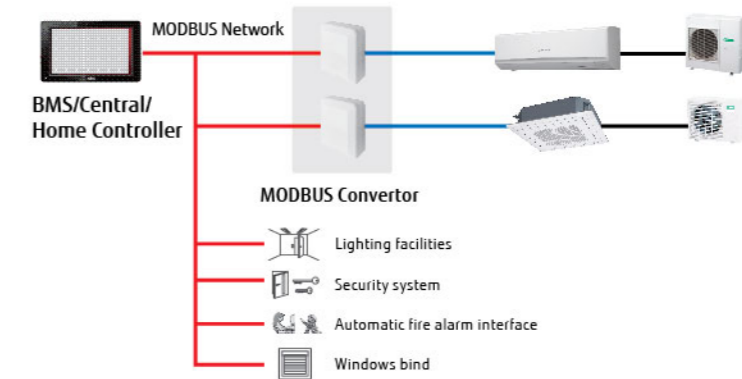 MODBUS Network
BMS/Central/
Home Controller
MODBUS Convertor
Lighting facilities
Security system
Automatic fire alarm interface
Windows bind